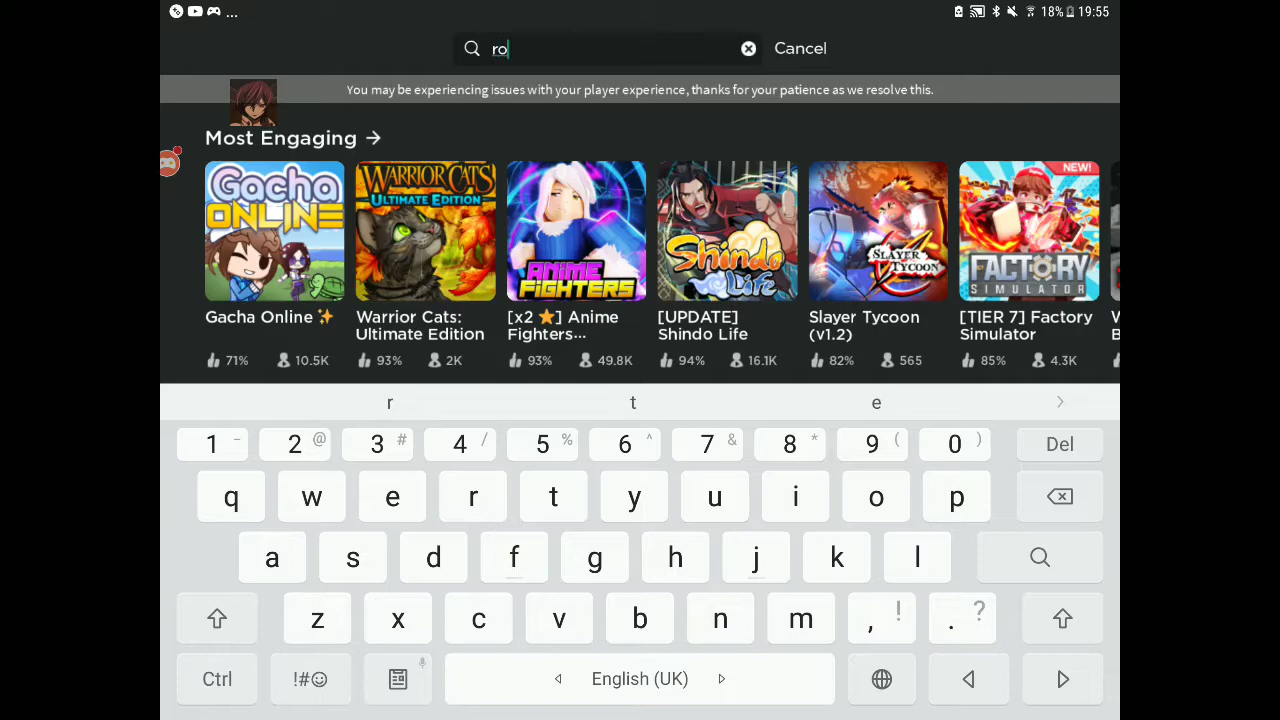 ... 18% 19:55
ro Cancel
You may be experiencing issues with your player experience, thanks for your patience as we resolve this.
Most Engaging →
Gacha ONLINE
WARRIOR CATS ULTIMATE EDITION
ANIME FIGHTERS
Shindo Life
SLAYER TYCOON
NEW! FACTORY SIMULATOR
Gacha Online ✨
Warrior Cats: Ultimate Edition
[x2 ⭐] Anime Fighters...
[UPDATE] Shindo Life
Slayer Tycoon (v1.2)
[TIER 7] Factory Simulator
W
B
71% 10.5K 93% 2K 93% 49.8K 94% 16.1K 82% 565 85% 4.3K
r t e
1 - 2 @ 3 # 4 / 5 % 6 ^ 7 & 8 * 9 ( 0 ) Del
q w e r t y u i o p
a s d f g h j k l
z x c v b n m , ! . ?
Ctrl !#☺ English (UK)